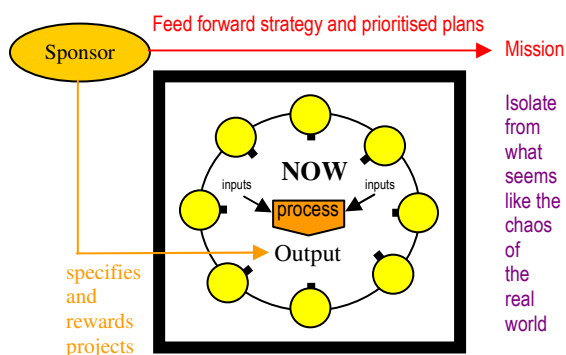 Feed forward strategy and prioritised plans
Sponsor
Mission
Isolate
from
what
seems
like the
chaos
of
the
real
world
NOW
inputs
inputs
process
Output
specifies
and
rewards
projects